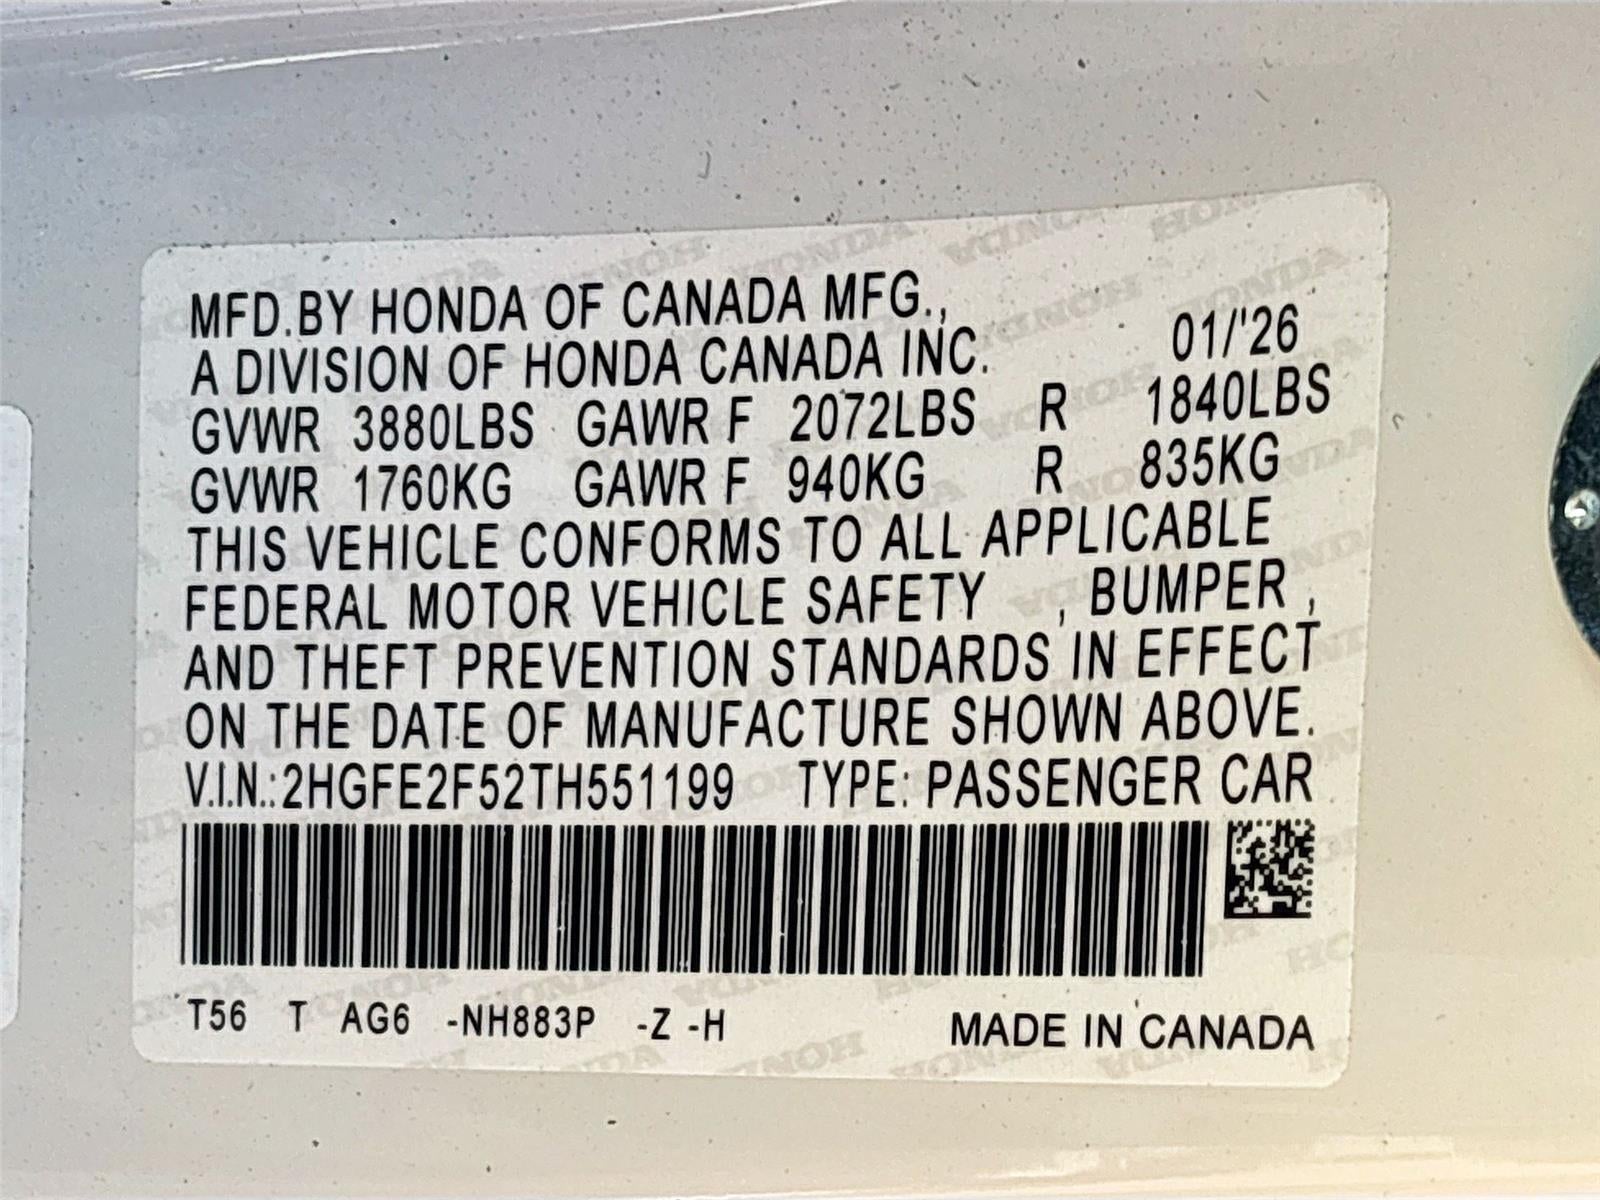 MFD.BY HONDA OF CANADA MFG.,
A DIVISION OF HONDA CANADA INC. 01/'26
GVWR 3880LBS GAWR F 2072LBS R 1840LBS
GVWR 1760KG GAWR F 940KG R 835KG
THIS VEHICLE CONFORMS TO ALL APPLICABLE
FEDERAL MOTOR VEHICLE SAFETY , BUMPER ,
AND THEFT PREVENTION STANDARDS IN EFFECT
ON THE DATE OF MANUFACTURE SHOWN ABOVE.
V.I.N.:2HGFE2F52TH551199 TYPE: PASSENGER CAR
T56 T AG6 -NH883P -Z -H MADE IN CANADA